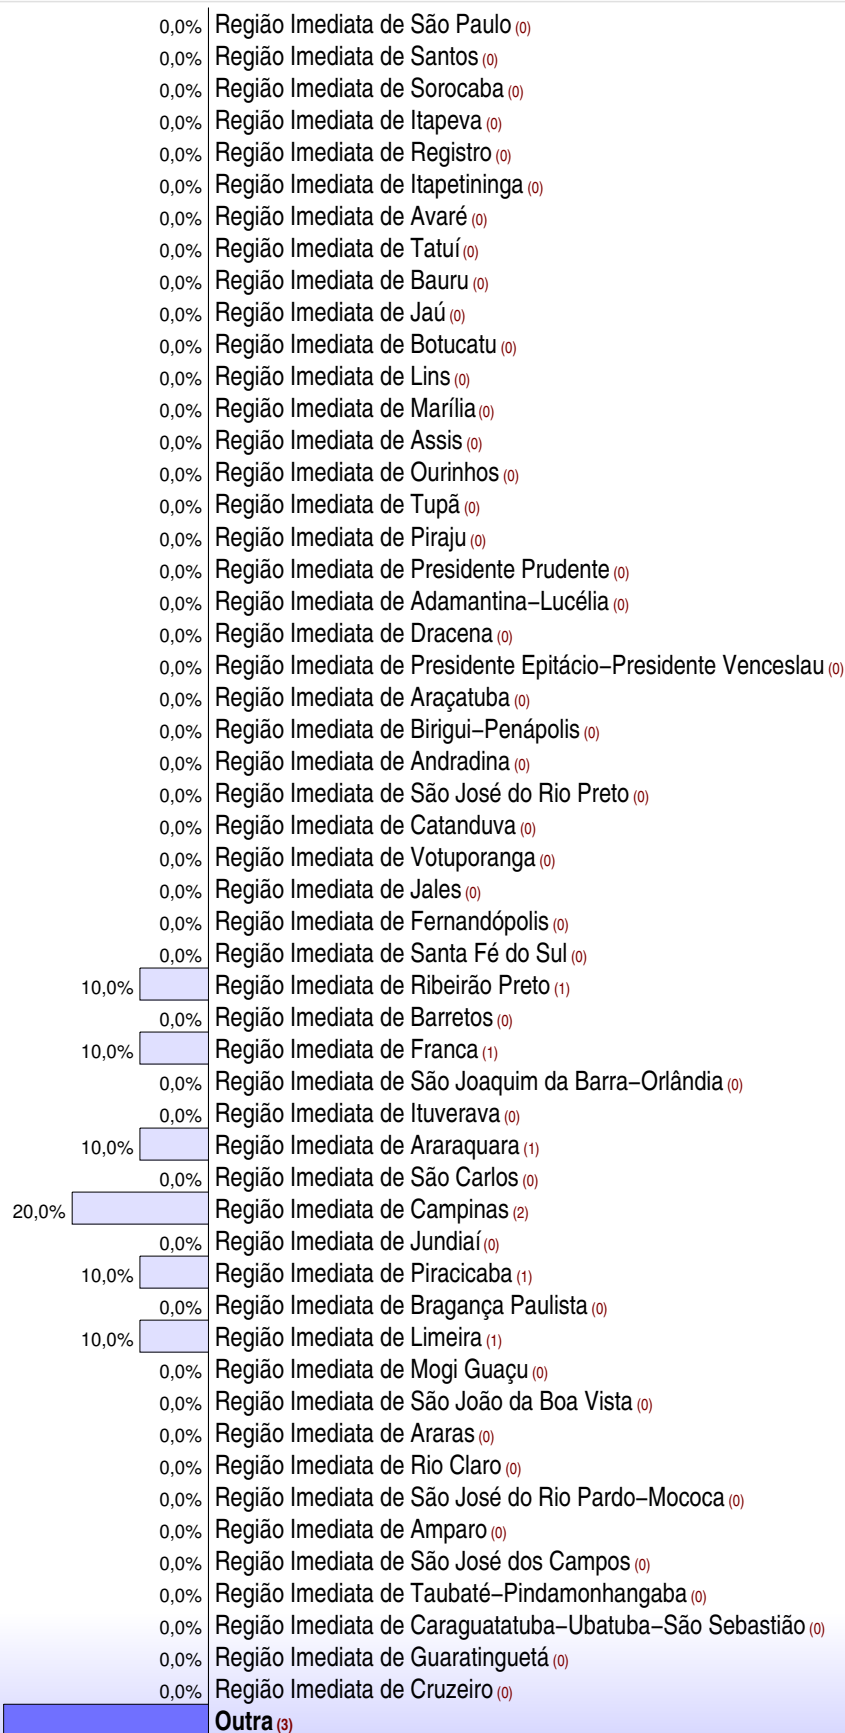 0,0% Região Imediata de São Paulo (0)
0,0% Região Imediata de Santos (0)
0,0% Região Imediata de Sorocaba (0)
0,0% Região Imediata de Itapeva (0)
0,0% Região Imediata de Registro (0)
0,0% Região Imediata de Itapetininga (0)
0,0% Região Imediata de Avaré (0)
0,0% Região Imediata de Tatuí (0)
0,0% Região Imediata de Bauru (0)
0,0% Região Imediata de Jaú (0)
0,0% Região Imediata de Botucatu (0)
0,0% Região Imediata de Lins (0)
0,0% Região Imediata de Marília (0)
0,0% Região Imediata de Assis (0)
0,0% Região Imediata de Ourinhos (0)
0,0% Região Imediata de Tupã (0)
0,0% Região Imediata de Piraju (0)
0,0% Região Imediata de Presidente Prudente (0)
0,0% Região Imediata de Adamantina–Lucélia (0)
0,0% Região Imediata de Dracena (0)
0,0% Região Imediata de Presidente Epitácio–Presidente Venceslau (0)
0,0% Região Imediata de Araçatuba (0)
0,0% Região Imediata de Birigui–Penápolis (0)
0,0% Região Imediata de Andradina (0)
0,0% Região Imediata de São José do Rio Preto (0)
0,0% Região Imediata de Catanduva (0)
0,0% Região Imediata de Votuporanga (0)
0,0% Região Imediata de Jales (0)
0,0% Região Imediata de Fernandópolis (0)
0,0% Região Imediata de Santa Fé do Sul (0)
10,0% Região Imediata de Ribeirão Preto (1)
0,0% Região Imediata de Barretos (0)
10,0% Região Imediata de Franca (1)
0,0% Região Imediata de São Joaquim da Barra–Orlândia (0)
0,0% Região Imediata de Ituverava (0)
10,0% Região Imediata de Araraquara (1)
0,0% Região Imediata de São Carlos (0)
20,0% Região Imediata de Campinas (2)
0,0% Região Imediata de Jundiaí (0)
10,0% Região Imediata de Piracicaba (1)
0,0% Região Imediata de Bragança Paulista (0)
10,0% Região Imediata de Limeira (1)
0,0% Região Imediata de Mogi Guaçu (0)
0,0% Região Imediata de São João da Boa Vista (0)
0,0% Região Imediata de Araras (0)
0,0% Região Imediata de Rio Claro (0)
0,0% Região Imediata de São José do Rio Pardo–Mococa (0)
0,0% Região Imediata de Amparo (0)
0,0% Região Imediata de São José dos Campos (0)
0,0% Região Imediata de Taubaté–Pindamonhangaba (0)
0,0% Região Imediata de Caraguatatuba–Ubatuba–São Sebastião (0)
0,0% Região Imediata de Guaratinguetá (0)
0,0% Região Imediata de Cruzeiro (0)
Outra (3)